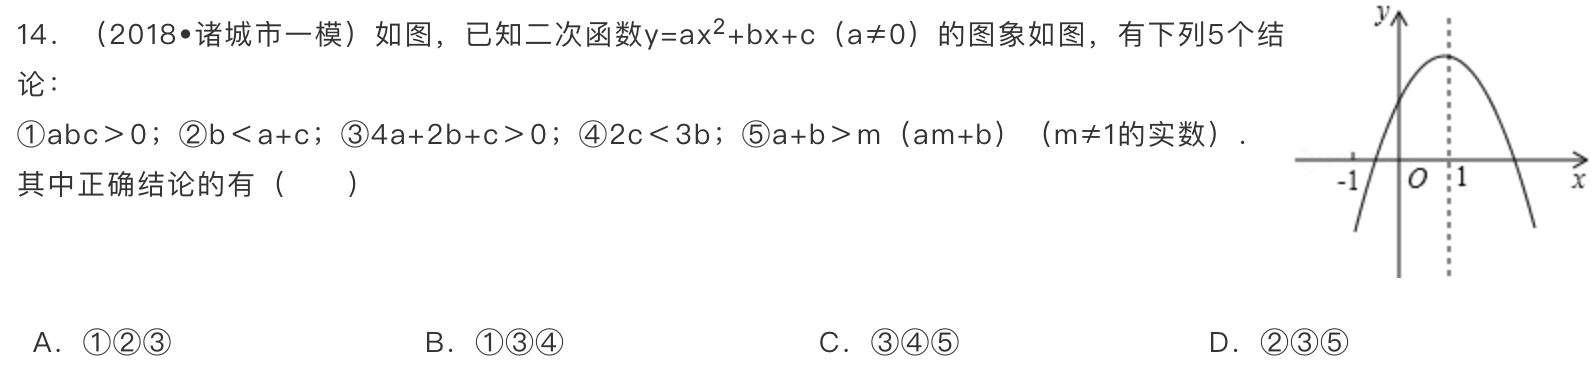 14. （2018•诸城市一模）如图，已知二次函数y=ax²+bx+c（a≠0）的图象如图，有下列5个结
论：
①abc＞0；②b＜a+c；③4a+2b+c＞0；④2c＜3b；⑤a+b＞m（am+b）（m≠1的实数）.
其中正确结论的有（　　）
y
-1 O 1 x
A. ①②③ B. ①③④ C. ③④⑤ D. ②③⑤